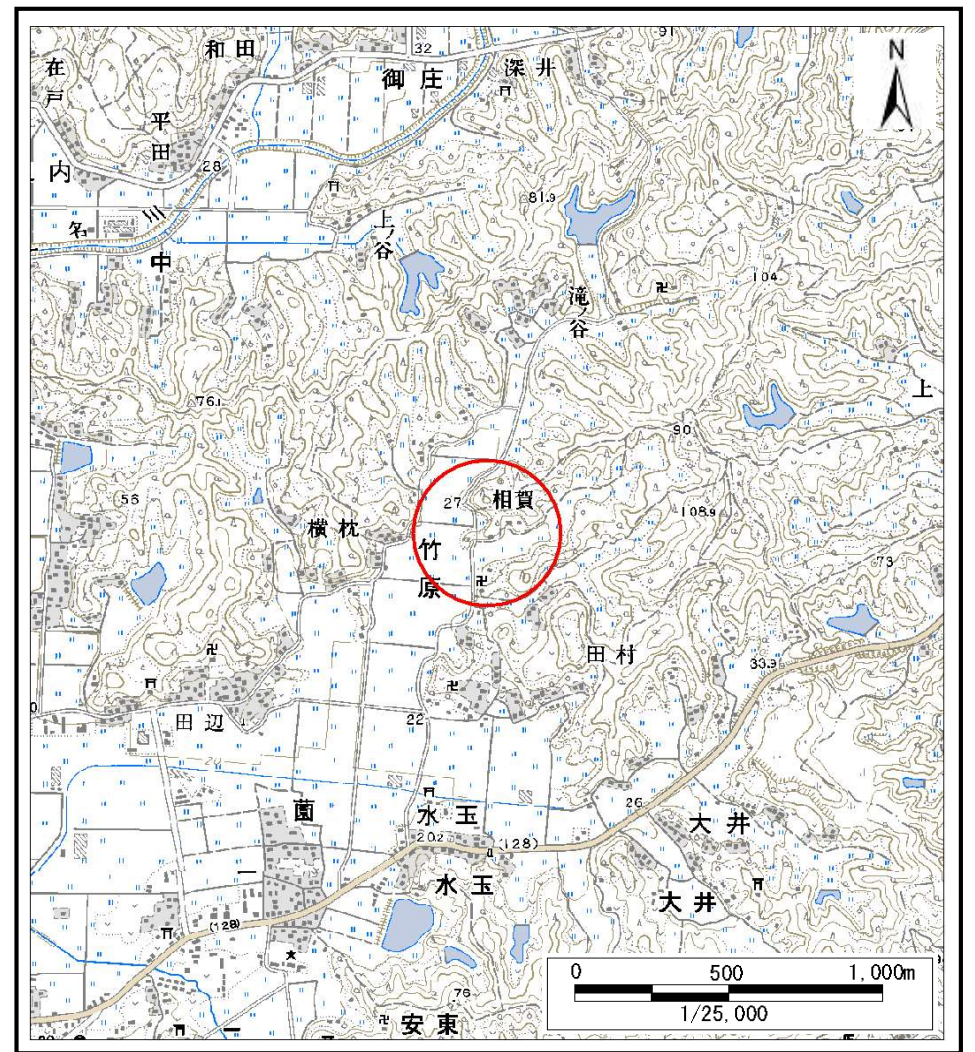 91
和田
32
御庄
深井
N
在戸
平田
内
28
81.9
上ノ谷
名
川
中
滝ノ谷
104
上
76.1
90
56
27
相賀
横枕
竹原
108.9
73
田村
33.9
田辺
22
20
薗
水玉
26
大井
20.2
(128)
水玉
大井
(128)
76
安東
0 500 1,000m
1/25,000